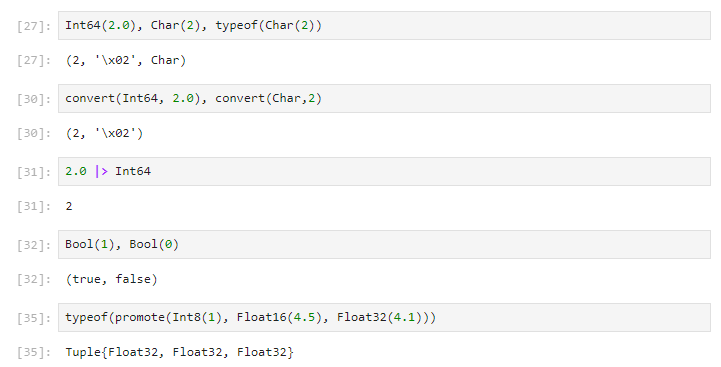 [27]: Int64(2.0), Char(2), typeof(Char(2))
[27]: (2, '\x02', Char)
[30]: convert(Int64, 2.0), convert(Char,2)
[30]: (2, '\x02')
[31]: 2.0 |> Int64
[31]: 2
[32]: Bool(1), Bool(0)
[32]: (true, false)
[35]: typeof(promote(Int8(1), Float16(4.5), Float32(4.1)))
[35]: Tuple{Float32, Float32, Float32}